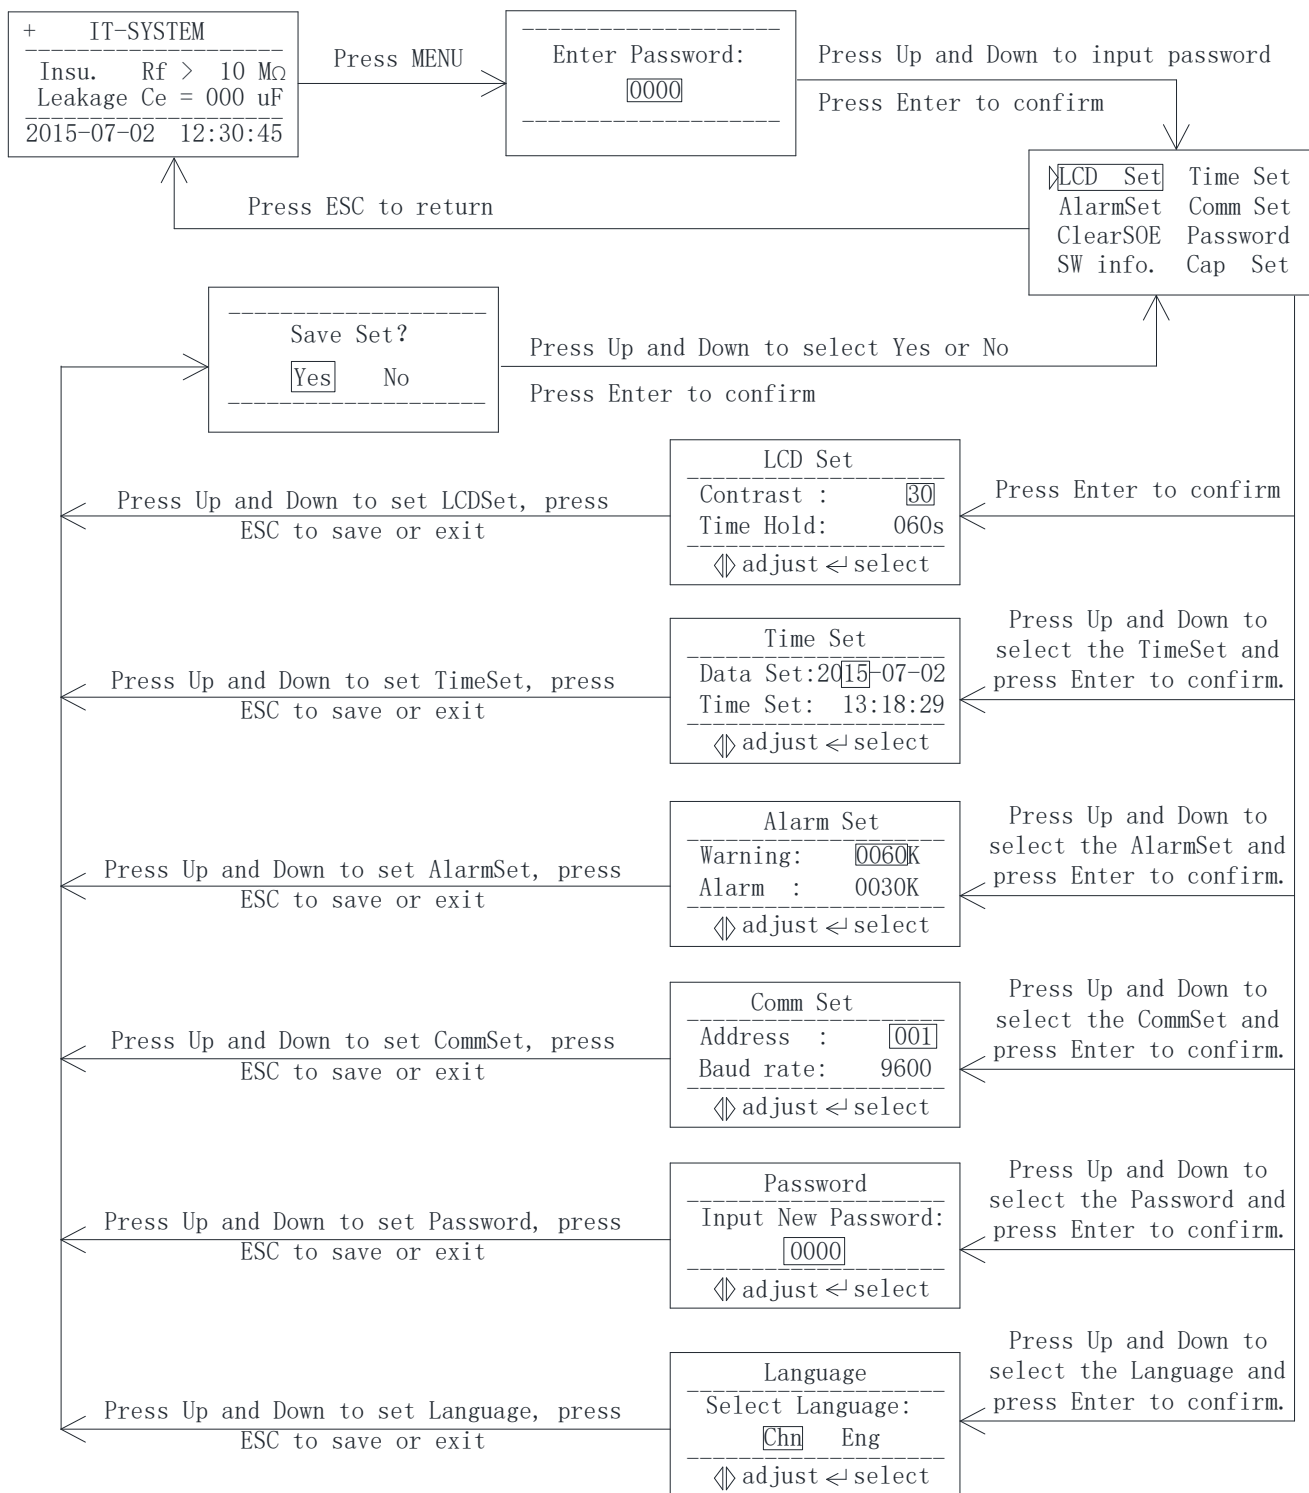 + IT-SYSTEM
Insu. Rf > 10 MΩ
Leakage Ce = 000 uF
2015-07-02 12:30:45
Press MENU
Enter Password:
0000
Press Up and Down to input password
Press Enter to confirm
LCD Set Time Set
AlarmSet Comm Set
ClearSOE Password
SW info. Cap Set
Press ESC to return
Save Set?
Yes No
Press Up and Down to select Yes or No
Press Enter to confirm
Press Up and Down to set LCDSet, press
ESC to save or exit
LCD Set
Contrast : 30
Time Hold: 060s
adjust select
Press Enter to confirm
Press Up and Down to set TimeSet, press
ESC to save or exit
Time Set
Data Set:2015-07-02
Time Set: 13:18:29
adjust select
Press Up and Down to
select the TimeSet and
press Enter to confirm.
Press Up and Down to set AlarmSet, press
ESC to save or exit
Alarm Set
Warning: 0060K
Alarm : 0030K
adjust select
Press Up and Down to
select the AlarmSet and
press Enter to confirm.
Press Up and Down to set CommSet, press
ESC to save or exit
Comm Set
Address : 001
Baud rate: 9600
adjust select
Press Up and Down to
select the CommSet and
press Enter to confirm.
Press Up and Down to set Password, press
ESC to save or exit
Password
Input New Password:
0000
adjust select
Press Up and Down to
select the Password and
press Enter to confirm.
Press Up and Down to set Language, press
ESC to save or exit
Language
Select Language:
Chn Eng
adjust select
Press Up and Down to
select the Language and
press Enter to confirm.